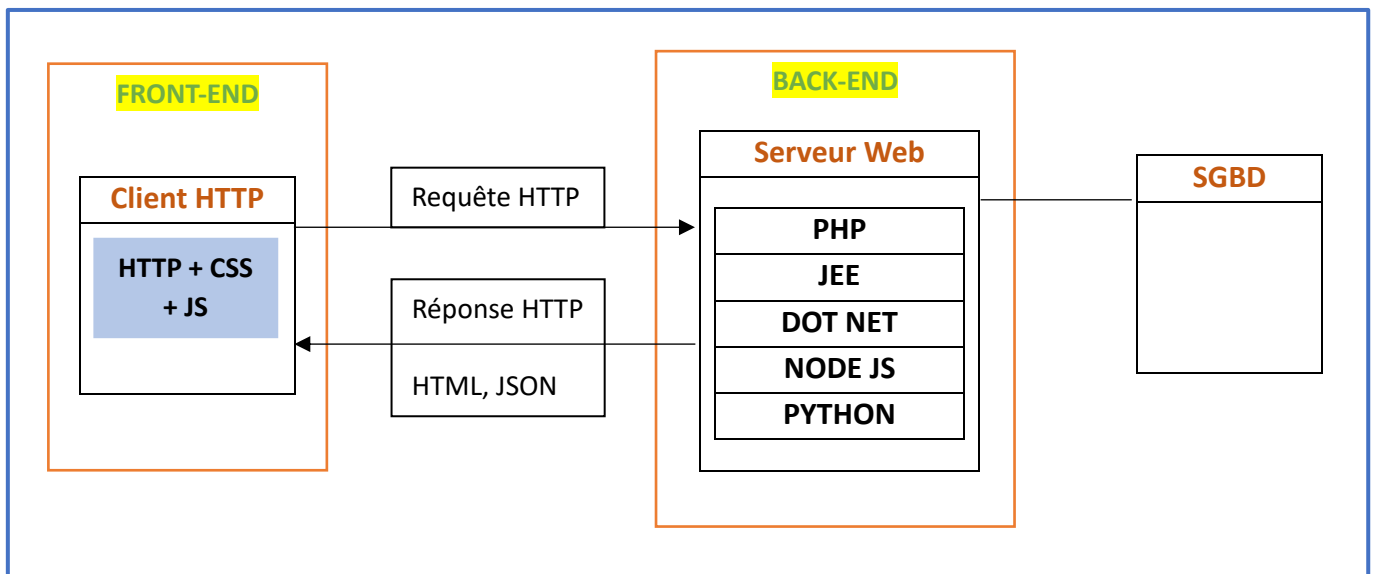 FRONT-END
Client HTTP
HTTP + CSS
+ JS
Requête HTTP
Réponse HTTP
HTML, JSON
BACK-END
Serveur Web
PHP
JEE
DOT NET
NODE JS
PYTHON
SGBD